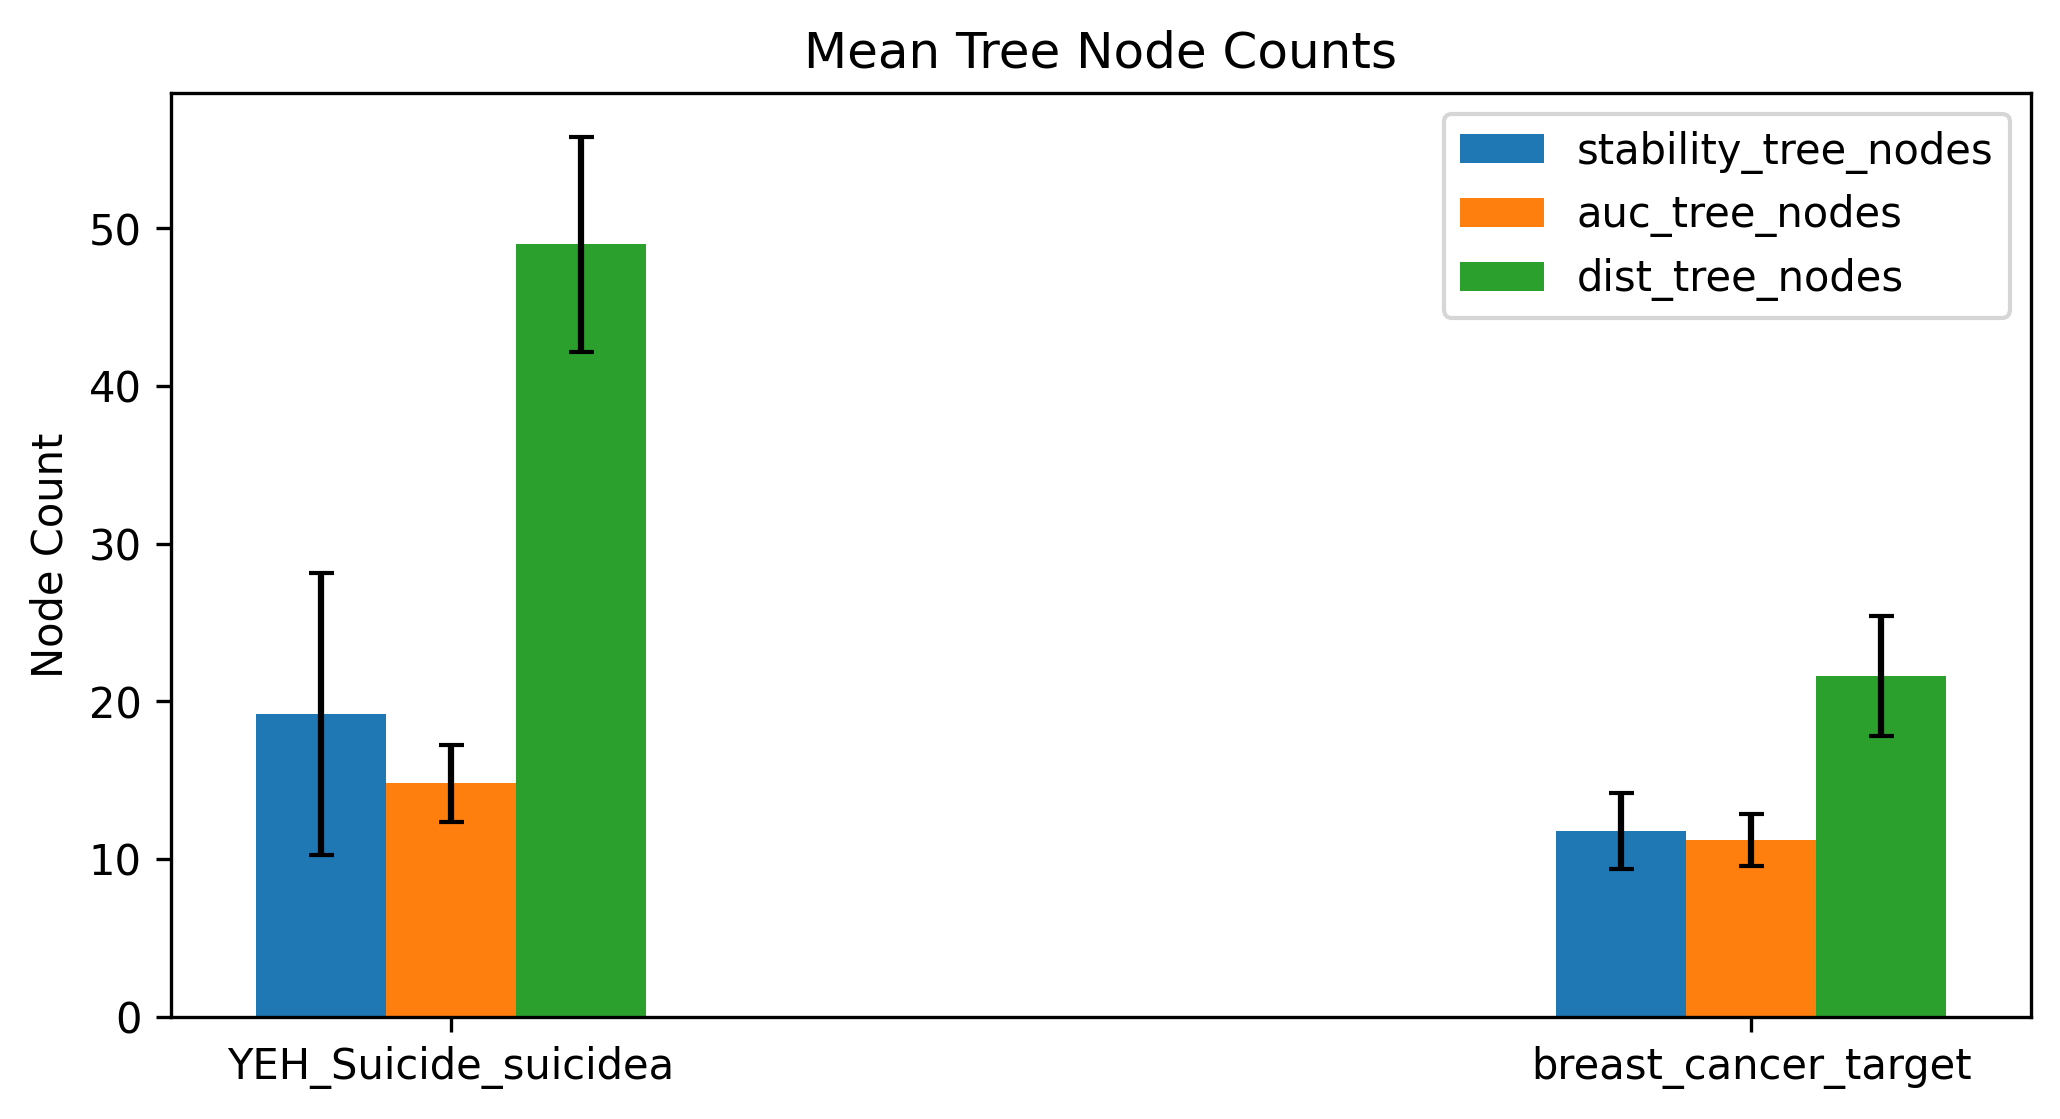 Mean Tree Node Counts
stability_tree_nodes
auc_tree_nodes
dist_tree_nodes
Node Count
50
40
30
20
10
0
YEH_Suicide_suicidea
breast_cancer_target